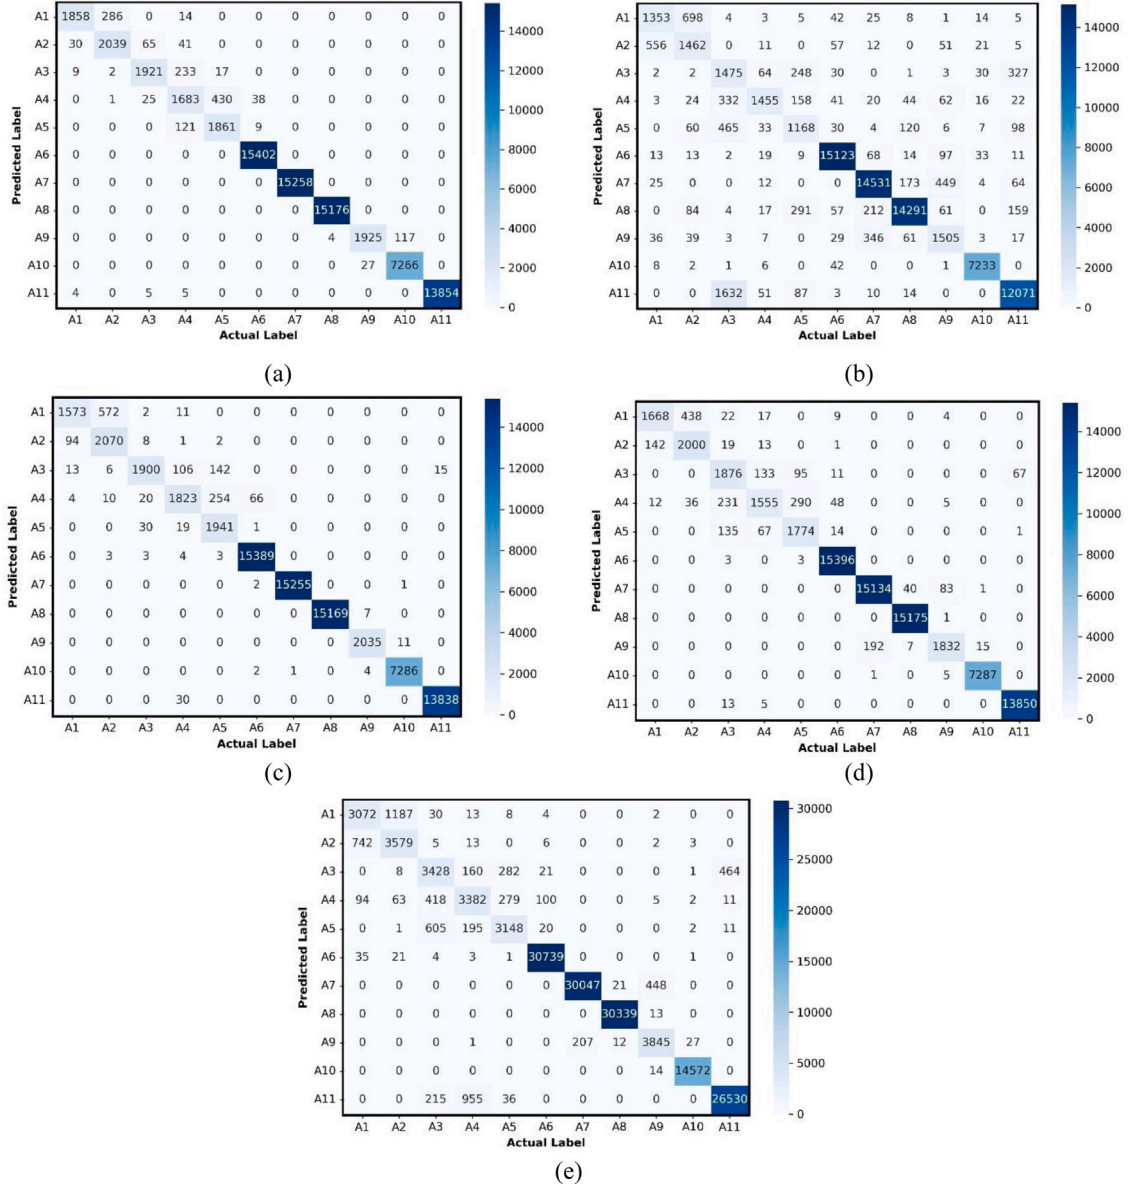 A1 1858 286 0 14 0 0 0 0 0 0 0
A2 30 2039 65 41 0 0 0 0 0 0 0
A3 9 2 1921 233 17 0 0 0 0 0 0
A4 0 1 25 1683 430 38 0 0 0 0 0
A5 0 0 0 121 1861 9 0 0 0 0 0
A6 0 0 0 0 0 15402 0 0 0 0 0
A7 0 0 0 0 0 0 15258 0 0 0 0
A8 0 0 0 0 0 0 0 15176 0 0 0
A9 0 0 0 0 0 0 0 4 1925 117 0
A10 0 0 0 0 0 0 0 0 27 7266 0
A11 4 0 5 5 0 0 0 0 0 0 13854
A1 A2 A3 A4 A5 A6 A7 A8 A9 A10 A11
Actual Label
Predicted Label
14000
12000
10000
8000
6000
4000
2000
0
(a)
A1 1353 698 4 3 5 42 25 8 1 14 5
A2 556 1462 0 11 0 57 12 0 51 21 5
A3 2 2 1475 64 248 30 0 1 3 30 327
A4 3 24 332 1455 158 41 20 44 62 16 22
A5 0 60 465 33 1168 30 4 120 6 7 98
A6 13 13 2 19 9 15123 68 14 97 33 11
A7 25 0 0 12 0 0 14531 173 449 4 64
A8 0 84 4 17 291 57 212 14291 61 0 159
A9 36 39 3 7 0 29 346 61 1505 3 17
A10 8 2 1 6 0 42 0 0 1 7233 0
A11 0 0 1632 51 87 3 10 14 0 0 12071
A1 A2 A3 A4 A5 A6 A7 A8 A9 A10 A11
Actual Label
Predicted Label
14000
12000
10000
8000
6000
4000
2000
0
(b)
A1 1573 572 2 11 0 0 0 0 0 0 0
A2 94 2070 8 1 2 0 0 0 0 0 0
A3 13 6 1900 106 142 0 0 0 0 0 15
A4 4 10 20 1823 254 66 0 0 0 0 0
A5 0 0 30 19 1941 1 0 0 0 0 0
A6 0 3 3 4 3 15389 0 0 0 0 0
A7 0 0 0 0 0 2 15255 0 0 1 0
A8 0 0 0 0 0 0 0 15169 7 0 0
A9 0 0 0 0 0 0 0 0 2035 11 0
A10 0 0 0 0 0 2 1 0 4 7286 0
A11 0 0 0 30 0 0 0 0 0 0 13838
A1 A2 A3 A4 A5 A6 A7 A8 A9 A10 A11
Actual Label
Predicted Label
14000
12000
10000
8000
6000
4000
2000
0
(c)
A1 1668 438 22 17 0 9 0 0 4 0 0
A2 142 2000 19 13 0 1 0 0 0 0 0
A3 0 0 1876 133 95 11 0 0 0 0 67
A4 12 36 231 1555 290 48 0 0 5 0 0
A5 0 0 135 67 1774 14 0 0 0 0 1
A6 0 0 3 0 3 15396 0 0 0 0 0
A7 0 0 0 0 0 0 15134 40 83 1 0
A8 0 0 0 0 0 0 0 15175 1 0 0
A9 0 0 0 0 0 0 192 7 1832 15 0
A10 0 0 0 0 0 0 1 0 5 7287 0
A11 0 0 13 5 0 0 0 0 0 0 13850
A1 A2 A3 A4 A5 A6 A7 A8 A9 A10 A11
Actual Label
Predicted Label
14000
12000
10000
8000
6000
4000
2000
0
(d)
A1 3072 1187 30 13 8 4 0 0 2 0 0
A2 742 3579 5 13 0 6 0 0 2 3 0
A3 0 8 3428 160 282 21 0 0 0 1 464
A4 94 63 418 3382 279 100 0 0 5 2 11
A5 0 1 605 195 3148 20 0 0 0 2 11
A6 35 21 4 3 1 30739 0 0 0 1 0
A7 0 0 0 0 0 0 30047 21 448 0 0
A8 0 0 0 0 0 0 0 30339 13 0 0
A9 0 0 0 1 0 0 207 12 3845 27 0
A10 0 0 0 0 0 0 0 0 14 14572 0
A11 0 0 215 955 36 0 0 0 0 0 26530
A1 A2 A3 A4 A5 A6 A7 A8 A9 A10 A11
Actual Label
Predicted Label
30000
25000
20000
15000
10000
5000
0
(e)